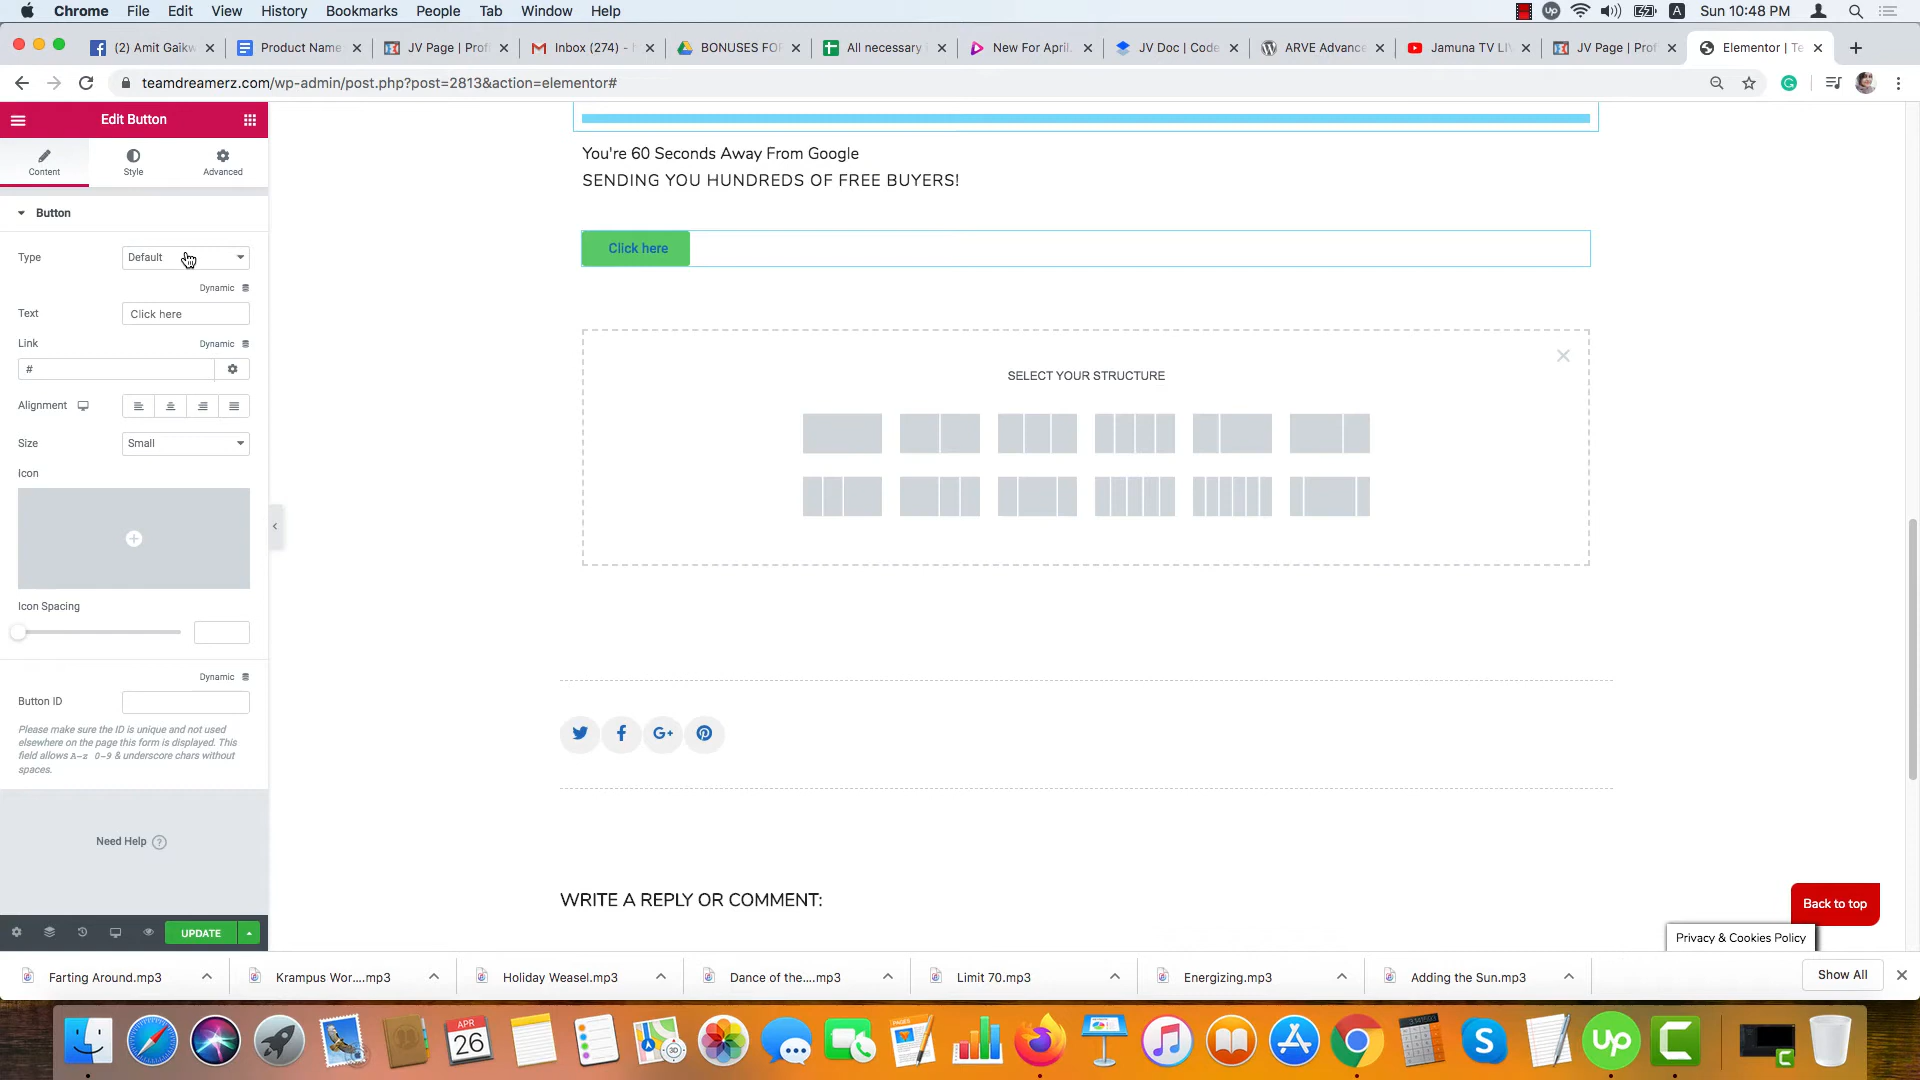 Chrome File Edit View History Bookmarks People Tab Window Help Sun 10:48 PM
(2) Amit Gaikw Product Name JV Page | Prof Inbox (274) - BONUSES FO All necessary New For April. JV Doc | Code ARVE Advance Jamuna TV LI JV Page | Prof Elementor | Te
teamdreamerz.com/wp-admin/post.php?post=2813&action=elementor#
Edit Button
Content Style Advanced
Button
Type Default
Dynamic
Text Click here
Link Dynamic
#
Alignment
Size Small
Icon
Icon Spacing
Dynamic
Button ID
Please make sure the ID is unique and not used
elsewhere on the page this form is displayed. This
field allows A-z 0-9 & underscore chars without
spaces.
Need Help ?
UPDATE
You're 60 Seconds Away From Google
SENDING YOU HUNDREDS OF FREE BUYERS!
Click here
SELECT YOUR STRUCTURE
WRITE A REPLY OR COMMENT:
Back to top
Privacy & Cookies Policy
Farting Around.mp3 Krampus Wor....mp3 Holiday Weasel.mp3 Dance of the....mp3 Limit 70.mp3 Energizing.mp3 Adding the Sun.mp3 Show All
APR
26
PAGES